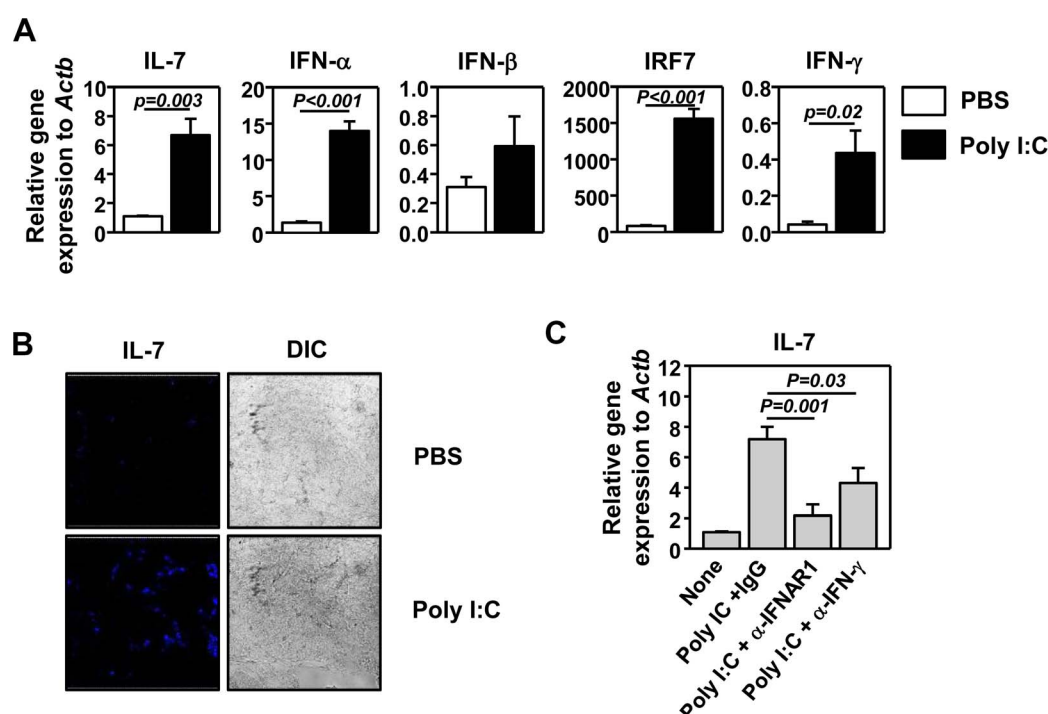 A
IL-7
IFN-α
IFN-β
IRF7
IFN-γ
Relative gene
expression to Actb
10
8
6
4
2
0
p=0.003
20
15
10
5
0
P<0.001
1.0
0.8
0.6
0.4
0.2
0.0
2000
1500
1000
500
0
P<0.001
0.8
0.6
0.4
0.2
0.0
p=0.02
PBS
Poly I:C
B
IL-7
DIC
PBS
Poly I:C
C
IL-7
Relative gene
expression to Actb
12
10
8
6
4
2
0
P=0.03
P=0.001
None
Poly IC +IgG
Poly I:C + α-IFNAR1
Poly I:C + α-IFN-γ